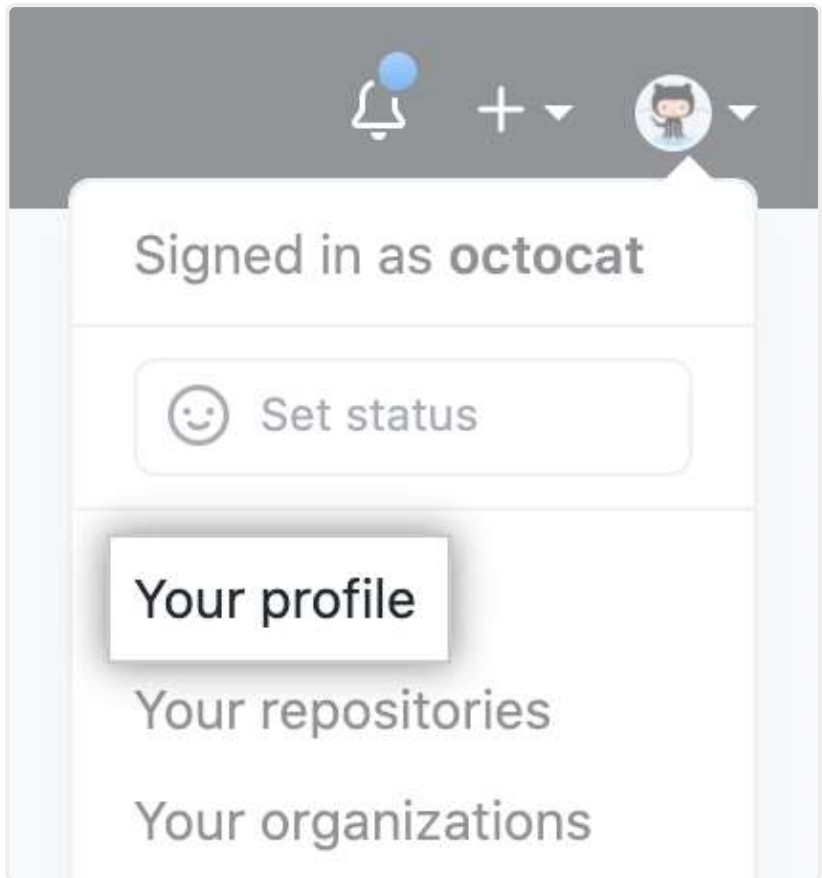 Signed in as octocat
Set status
Your profile
Your repositories
Your organizations